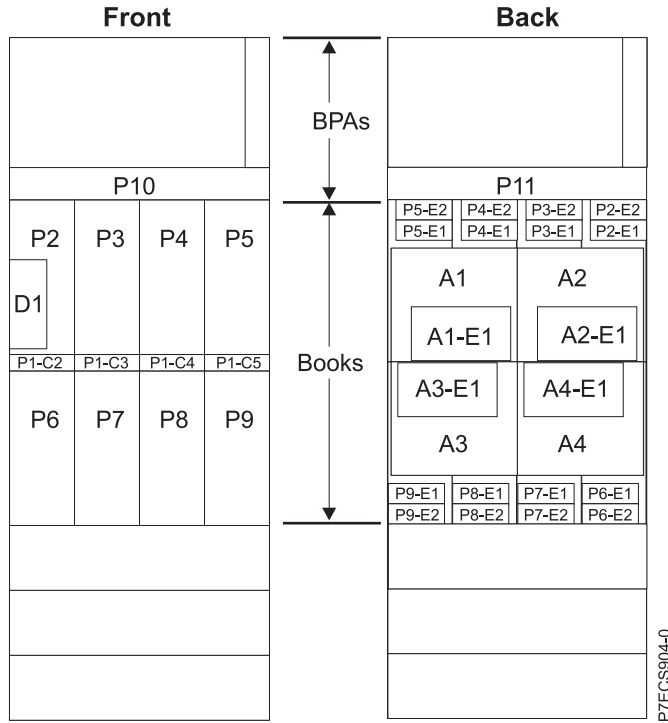 Front
Back
BPAs
P10
P11
P5-E2 P4-E2 P3-E2 P2-E2
P5-E1 P4-E1 P3-E1 P2-E1
P2 P3 P4 P5
D1
A1 A2
A1-E1 A2-E1
P1-C2 P1-C3 P1-C4 P1-C5
Books
A3-E1 A4-E1
P6 P7 P8 P9
A3 A4
P9-E1 P8-E1 P7-E1 P6-E1
P9-E2 P8-E2 P7-E2 P6-E2
P7ECS904-0